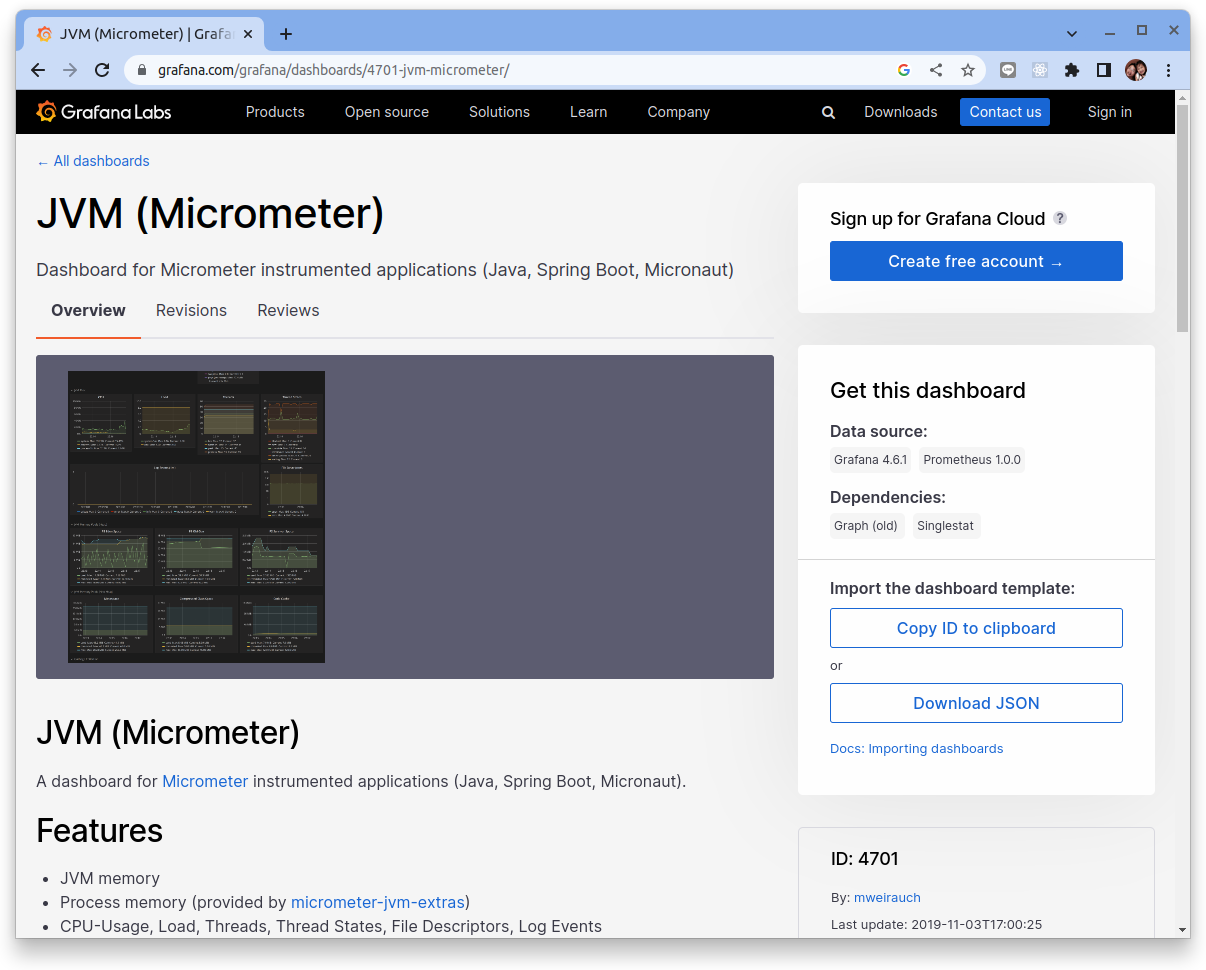 JVM (Micrometer) | Grafa
grafana.com/grafana/dashboards/4701-jvm-micrometer/
Grafana Labs
Products Open source Solutions Learn Company Downloads Contact us Sign in
← All dashboards
JVM (Micrometer)
Dashboard for Micrometer instrumented applications (Java, Spring Boot, Micronaut)
Overview Revisions Reviews
JVM (Micrometer)
A dashboard for Micrometer instrumented applications (Java, Spring Boot, Micronaut).
Features
• JVM memory
• Process memory (provided by micrometer-jvm-extras)
• CPU-Usage, Load, Threads, Thread States, File Descriptors, Log Events
Sign up for Grafana Cloud ?
Create free account →
Get this dashboard
Data source:
Grafana 4.6.1 Prometheus 1.0.0
Dependencies:
Graph (old) Singlestat
Import the dashboard template:
Copy ID to clipboard
or
Download JSON
Docs: Importing dashboards
ID: 4701
By: mweirauch
Last update: 2019-11-03T17:00:25